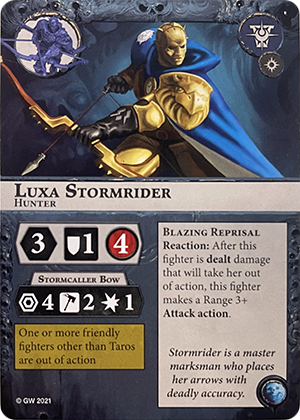 Luxa Stormrider
Hunter
3 1 4
Stormcaller Bow
4 2 1
One or more friendly
fighters other than Taros
are out of action
© GW 2021
Blazing Reprisal
Reaction: After this
fighter is dealt damage
that will take her out
of action, this fighter
makes a Range 3+
Attack action.
Stormrider is a master
marksman who places
her arrows with
deadly accuracy.